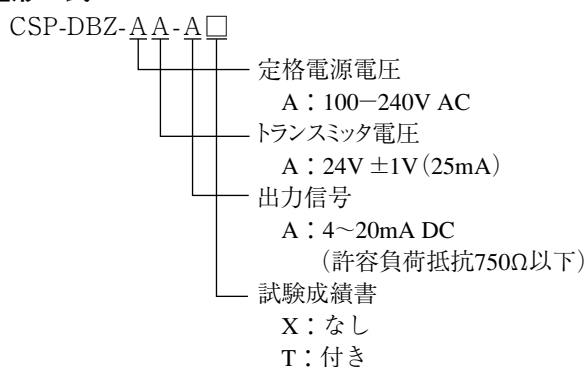 CSP-DBZ-AA-A□
定格電源電圧
A：100－240V AC
トランスミッタ電圧
A：24V ±1V（25mA）
出力信号
A：4～20mA DC
（許容負荷抵抗750Ω以下）
試験成績書
X：なし
T：付き